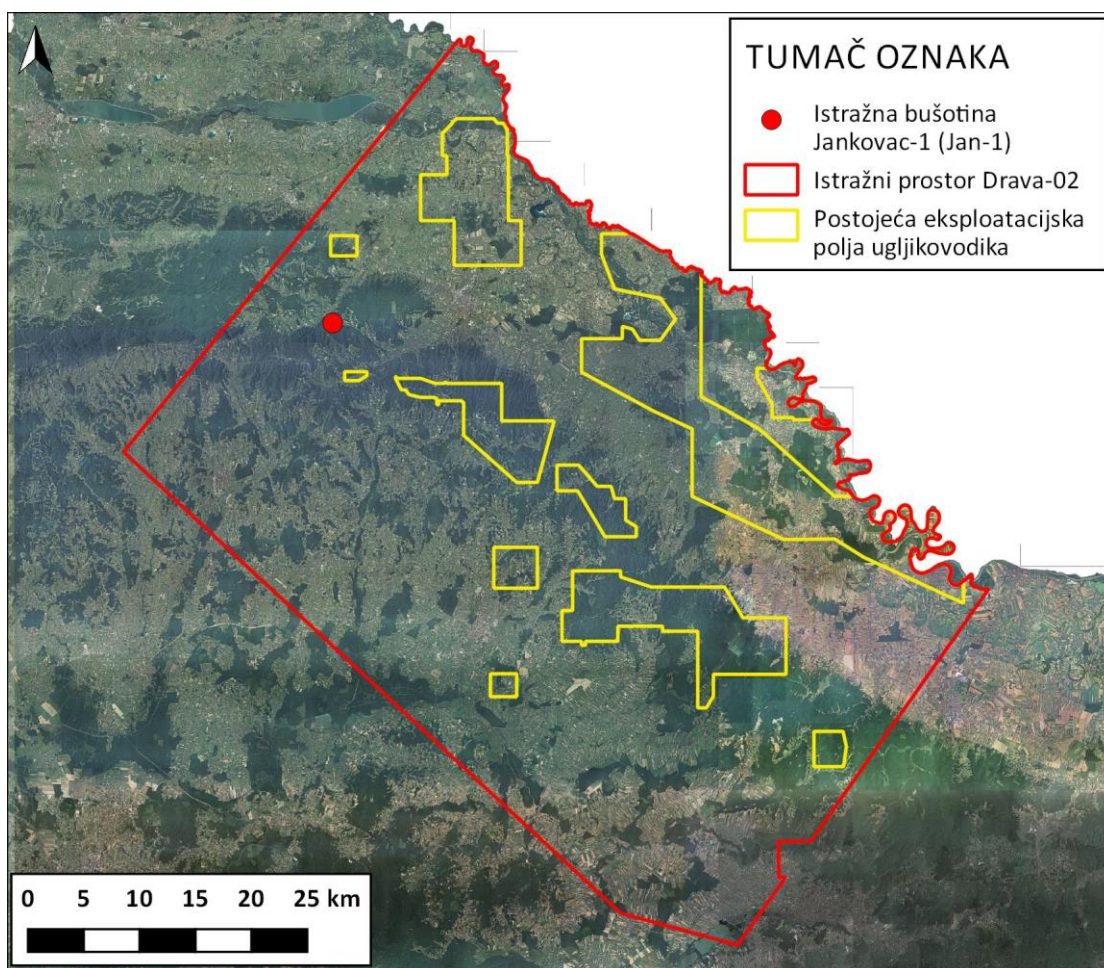 TUMAČ OZNAKA
Istražna bušotina
Jankovac-1 (Jan-1)
Istražni prostor Drava-02
Postojeća eksploatacijska
polja ugljikovodika
0 5 10 15 20 25 km